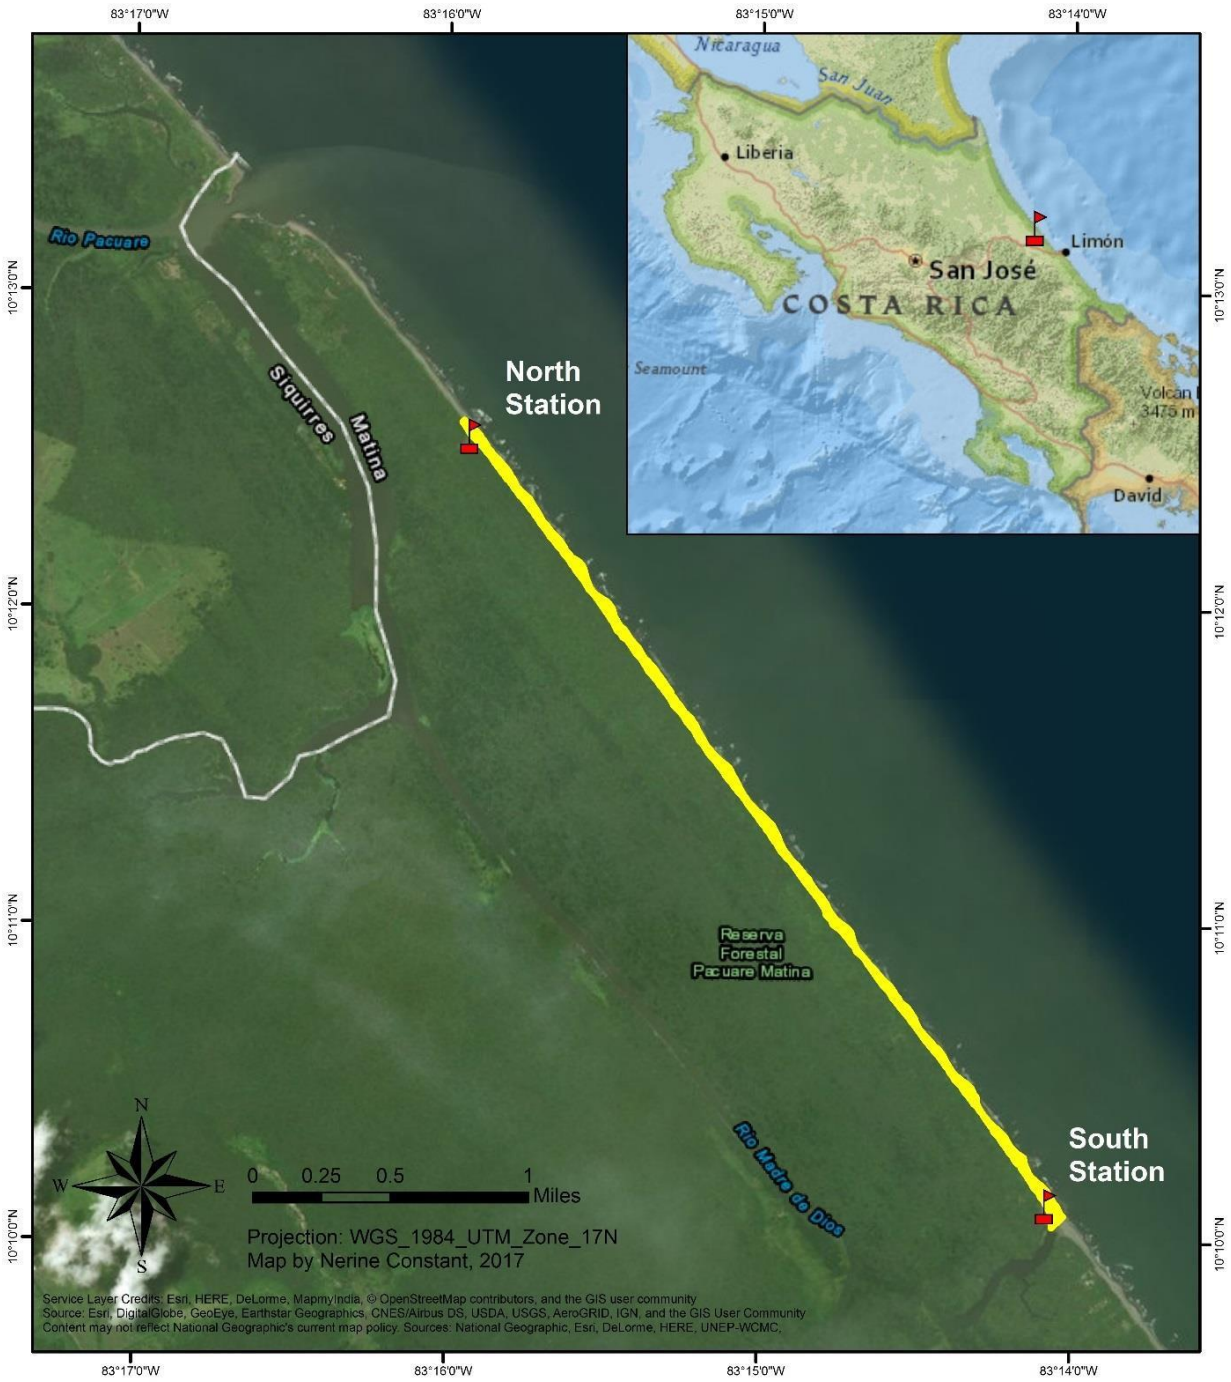 83°17'0"W
83°16'0"W
83°15'0"W
83°14'0"W
Nicaragua
San Juan
Liberia
Limón
San José
COSTA RICA
Seamount
3475 m
David
Rio Pacuare
10°13'0"N
10°13'0"N
North
Station
Siquirres
Matina
10°12'0"N
10°12'0"N
10°11'0"N
10°11'0"N
Reserva
Forestal
Pacuare Matina
South
Station
Rio Madre de Dios
N
W
E
S
0
0.25
0.5
1
Miles
10°10'0"N
10°10'0"N
Projection: WGS_1984_UTM_Zone_17N
Map by Nerine Constant, 2017
Service Layer Credits: Esri, HERE, DeLorme, MapmyIndia, © OpenStreetMap contributors, and the GIS user community
Source: Esri, DigitalGlobe, GeoEye, Earthstar Geographics, CNES/Airbus DS, USDA, USGS, AeroGRID, IGN, and the GIS User Community
Content may not reflect National Geographic's current map policy. Sources: National Geographic, Esri, DeLorme, HERE, UNEP-WCMC,
83°17'0"W
83°16'0"W
83°15'0"W
83°14'0"W